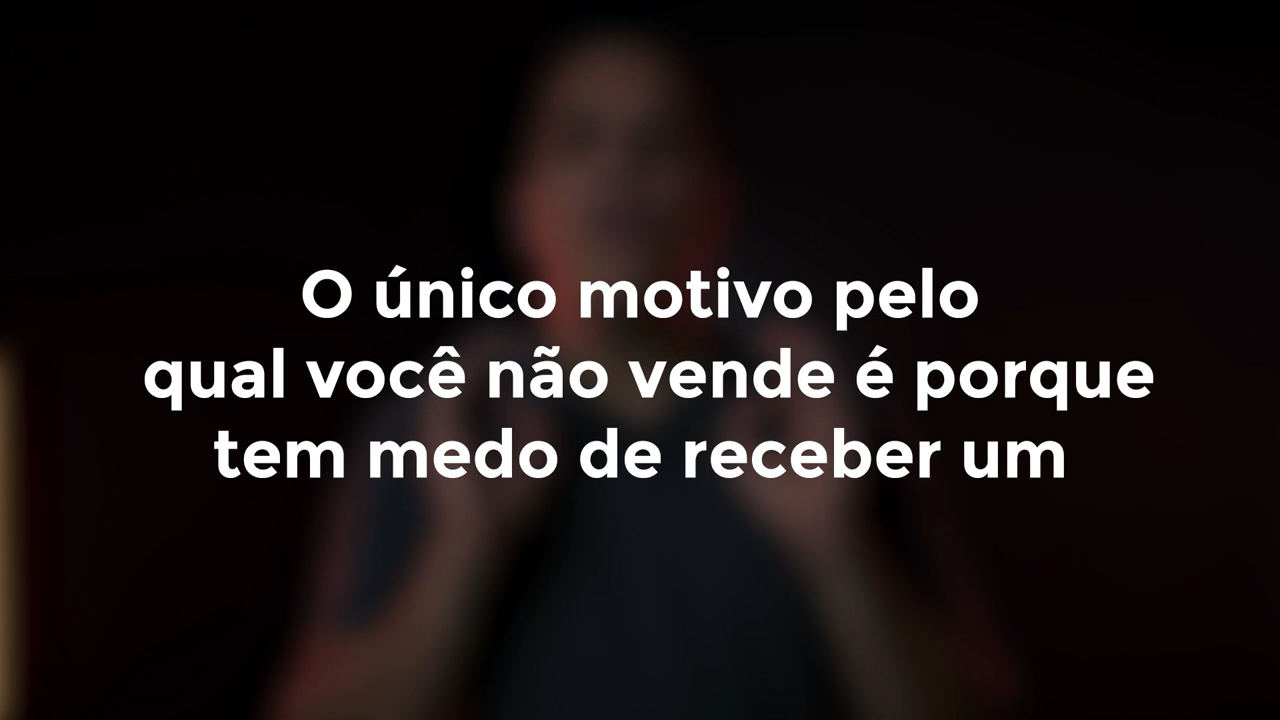 O único motivo pelo
qual você não vende é porque
tem medo de receber um